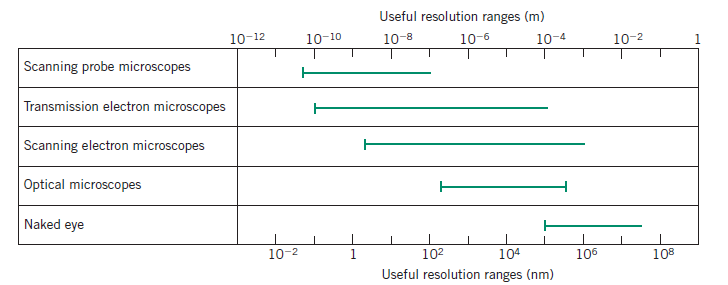 Useful resolution ranges (m)
10⁻¹² 10⁻¹⁰ 10⁻⁸ 10⁻⁶ 10⁻⁴ 10⁻² 1
Scanning probe microscopes
Transmission electron microscopes
Scanning electron microscopes
Optical microscopes
Naked eye
10⁻² 1 10² 10⁴ 10⁶ 10⁸
Useful resolution ranges (nm)